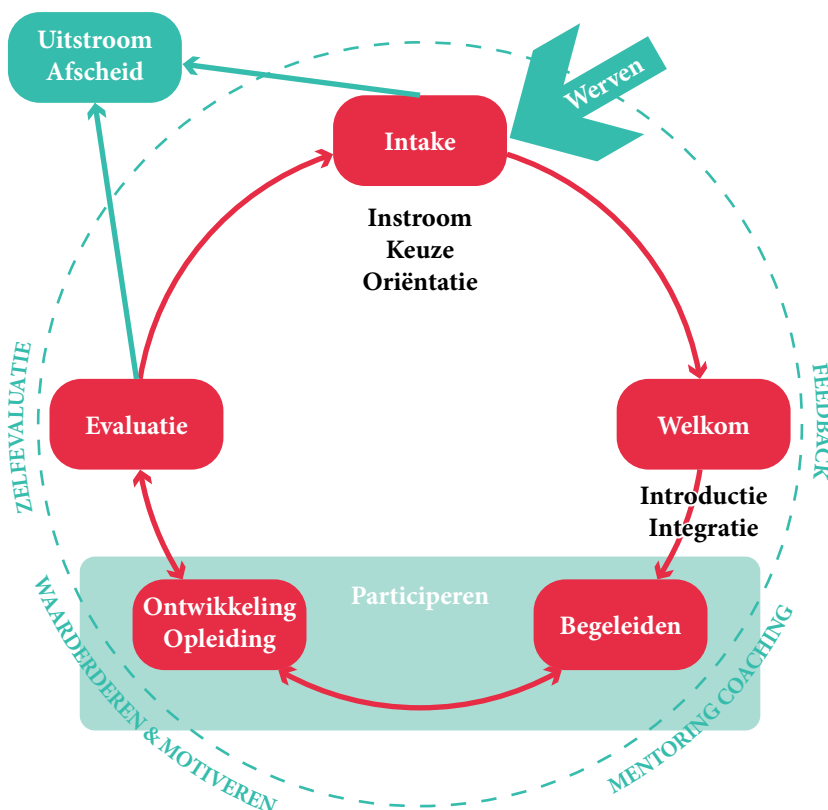 Uitstroom
Afscheid
Werven
Intake
Instroom
Keuze
Oriëntatie
ZELFEVALUATIE
FEEDBACK
Evaluatie
Welkom
Introductie
Integratie
Participeren
Ontwikkeling
Opleiding
Begeleiden
WAARDERDEREN & MOTIVEREN
MENTORING COACHING